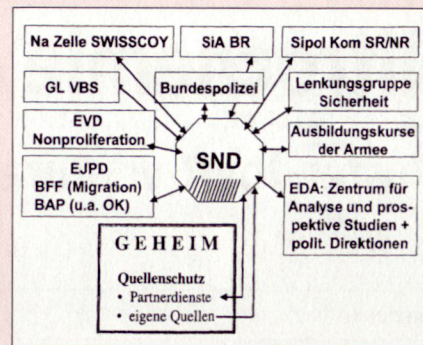 Na Zelle SWISSCOY
SiA BR
Sipol Kom SR/NR
GL VBS
Bundespolizei
Lenkungsgruppe
Sicherheit
EVD
Nonproliferation
SND
Ausbildungskurse
der Armee
EJPD
BFF (Migration)
BAP (u.a. OK)
EDA: Zentrum für
Analyse und pros-
pektive Studien +
polit. Direktionen
GEHEIM
Quellenschutz
• Partnerdienste
• eigene Quellen